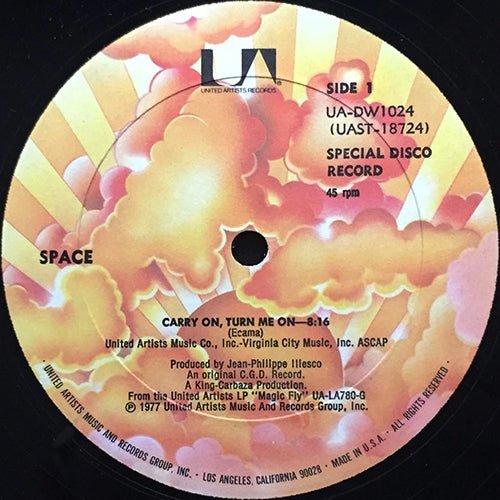 UA®
UNITED ARTISTS RECORDS
SIDE 1
UA-DW1024
(UAST-18724)
SPECIAL DISCO
RECORD
45 rpm
SPACE
CARRY ON, TURN ME ON—8:16
(Ecama)
United Artists Music Co., Inc.-Virginia City Music, Inc. ASCAP
Produced by Jean-Philippe Illesco
An original C.G.D. Record.
A King-Carbaza Production.
From the United Artists LP "Magic Fly" UA-LA780-G
℗ 1977 United Artists Music And Records Group, Inc.
• UNITED ARTISTS MUSIC AND RECORDS GROUP, INC. • LOS ANGELES, CALIFORNIA 90028 • MADE IN U.S.A. • ALL RIGHTS RESERVED •